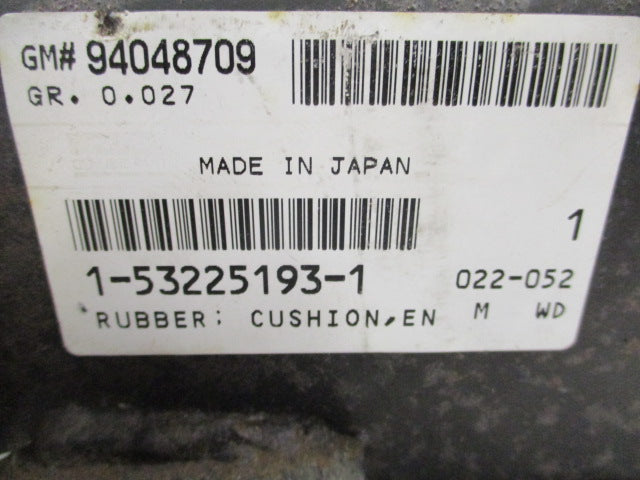 GM# 94048709
GR. 0.027
MADE IN JAPAN
1
1-53225193-1
022-052
RUBBER; CUSHION,EN
M WD